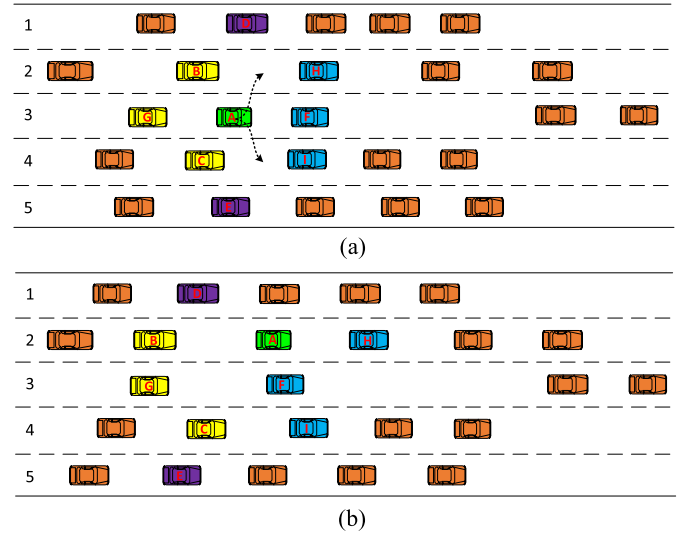 1 D
2 B H
3 G A F
4 C I
5 E
(a)
1 D
2 B A H
3 G F
4 C I
5 E
(b)